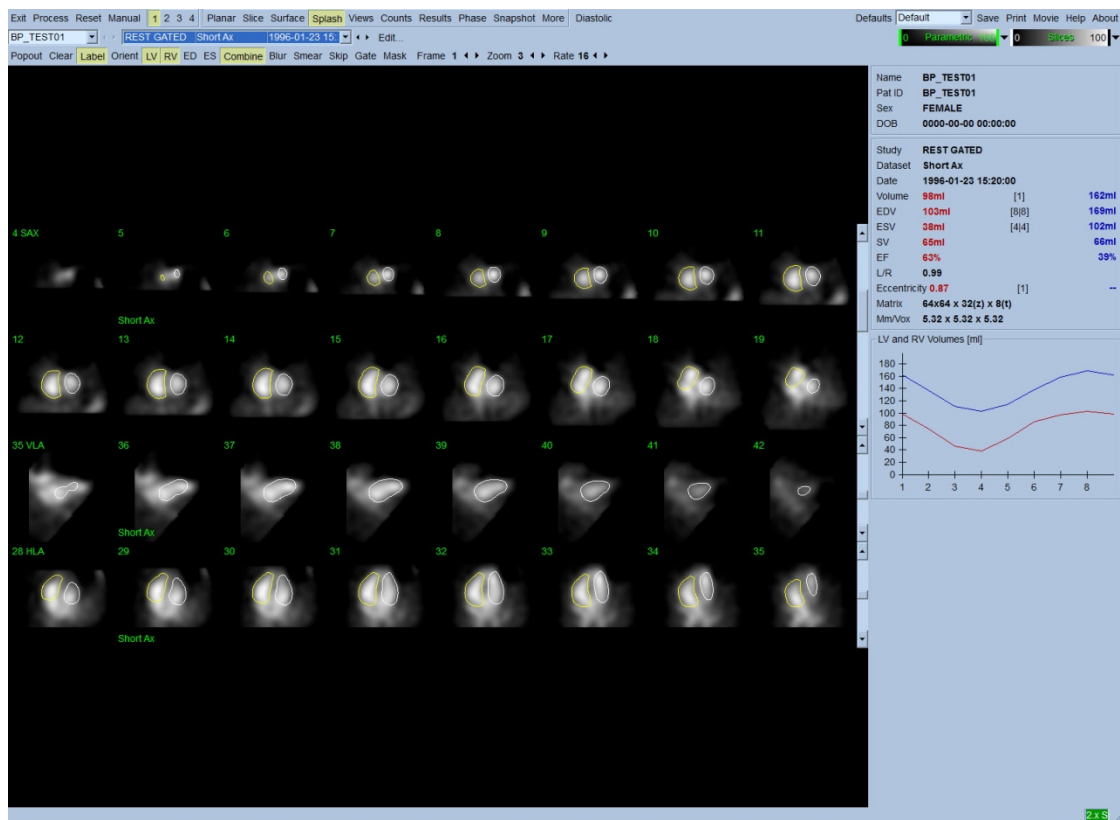 Exit Process Reset Manual 1 2 3 4 Planar Slice Surface Splash Views Counts Results Phase Snapshot More Diastolic Defaults Default Save Print Movie Help About
BP_TEST01 REST GATED Short Ax 1996-01-23 15: Edit... 0 Parametric 100 0 Slices 100
Popout Clear Label Orient LV RV ED ES Combine Blur Smear Skip Gate Mask Frame 1 Zoom 3 Rate 16
Name BP_TEST01
Pat ID BP_TEST01
Sex FEMALE
DOB 0000-00-00 00:00:00
Study REST GATED
Dataset Short Ax
Date 1996-01-23 15:20:00
Volume 98ml [1] 162ml
EDV 103ml [8|8] 169ml
ESV 38ml [4|4] 102ml
SV 65ml 66ml
EF 63% 39%
L/R 0.99
Eccentricity 0.87 [1] --
Matrix 64x64 x 32(z) x 8(t)
Mm/Vox 5.32 x 5.32 x 5.32
LV and RV Volumes [ml]
180
160
140
120
100
80
60
40
20
0
1 2 3 4 5 6 7 8
4 SAX 5 6 7 8 9 10 11
Short Ax
12 13 14 15 16 17 18 19
35 VLA 36 37 38 39 40 41 42
Short Ax
28 HLA 29 30 31 32 33 34 35
Short Ax
2 x S